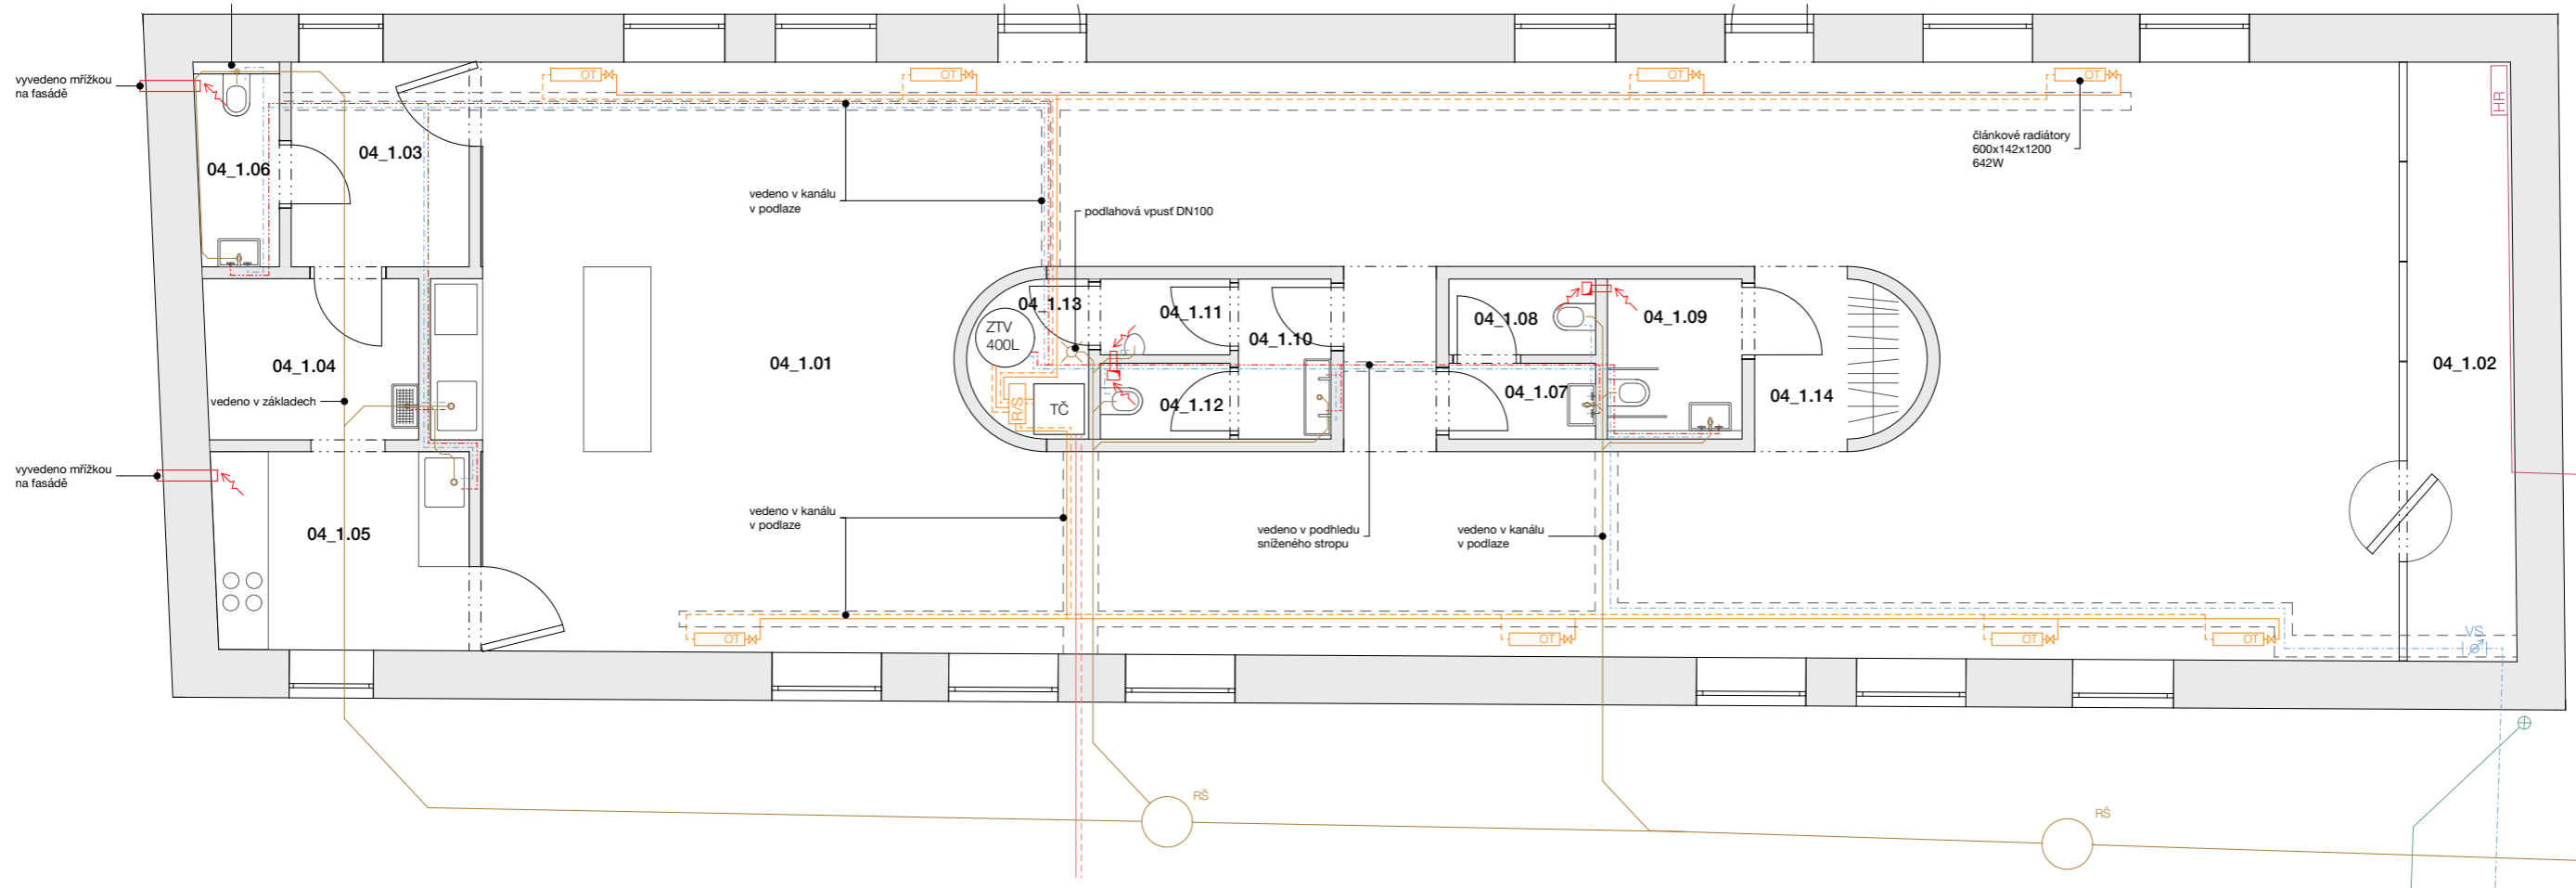 OT
OT
OT
OT
vyvedeno mřížkou
na fasádě
HR
článkové radiátory
600x142x1200
642W
04_1.03
04_1.06
vedeno v kanálu
v podlaze
podlahová vpusť DN100
04_1.13
04_1.11
04_1.08
04_1.09
ZTV
400L
04_1.10
04_1.04
04_1.01
04_1.02
04_1.07
04_1.14
vedeno v základech
R/S
TČ
04_1.12
vyvedeno mřížkou
na fasádě
vedeno v kanálu
v podlaze
vedeno v podhledu
sníženého stropu
vedeno v kanálu
v podlaze
04_1.05
OT
OT
OT
OT
VS
RŠ
RŠ